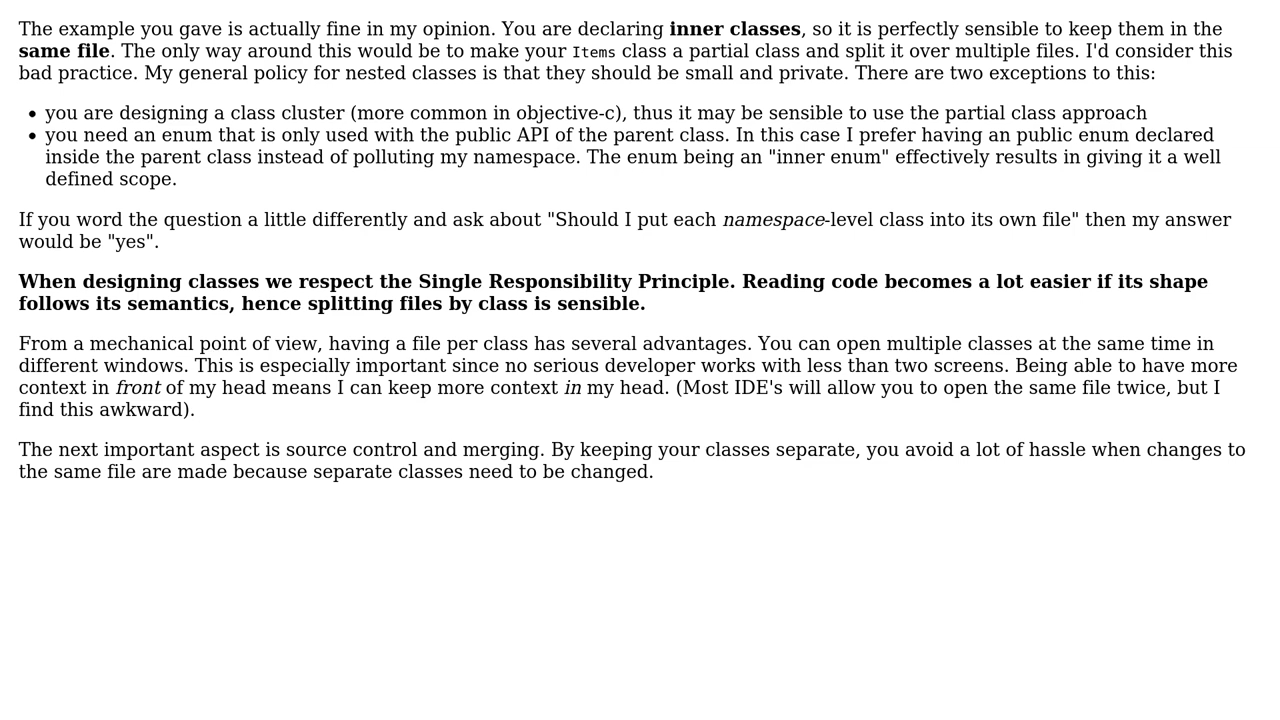 The example you gave is actually fine in my opinion. You are declaring inner classes, so it is perfectly sensible to keep them in the
same file. The only way around this would be to make your Items class a partial class and split it over multiple files. I'd consider this
bad practice. My general policy for nested classes is that they should be small and private. There are two exceptions to this:
• you are designing a class cluster (more common in objective-c), thus it may be sensible to use the partial class approach
• you need an enum that is only used with the public API of the parent class. In this case I prefer having an public enum declared
inside the parent class instead of polluting my namespace. The enum being an "inner enum" effectively results in giving it a well
defined scope.
If you word the question a little differently and ask about "Should I put each namespace-level class into its own file" then my answer
would be "yes".
When designing classes we respect the Single Responsibility Principle. Reading code becomes a lot easier if its shape
follows its semantics, hence splitting files by class is sensible.
From a mechanical point of view, having a file per class has several advantages. You can open multiple classes at the same time in
different windows. This is especially important since no serious developer works with less than two screens. Being able to have more
context in front of my head means I can keep more context in my head. (Most IDE's will allow you to open the same file twice, but I
find this awkward).
The next important aspect is source control and merging. By keeping your classes separate, you avoid a lot of hassle when changes to
the same file are made because separate classes need to be changed.